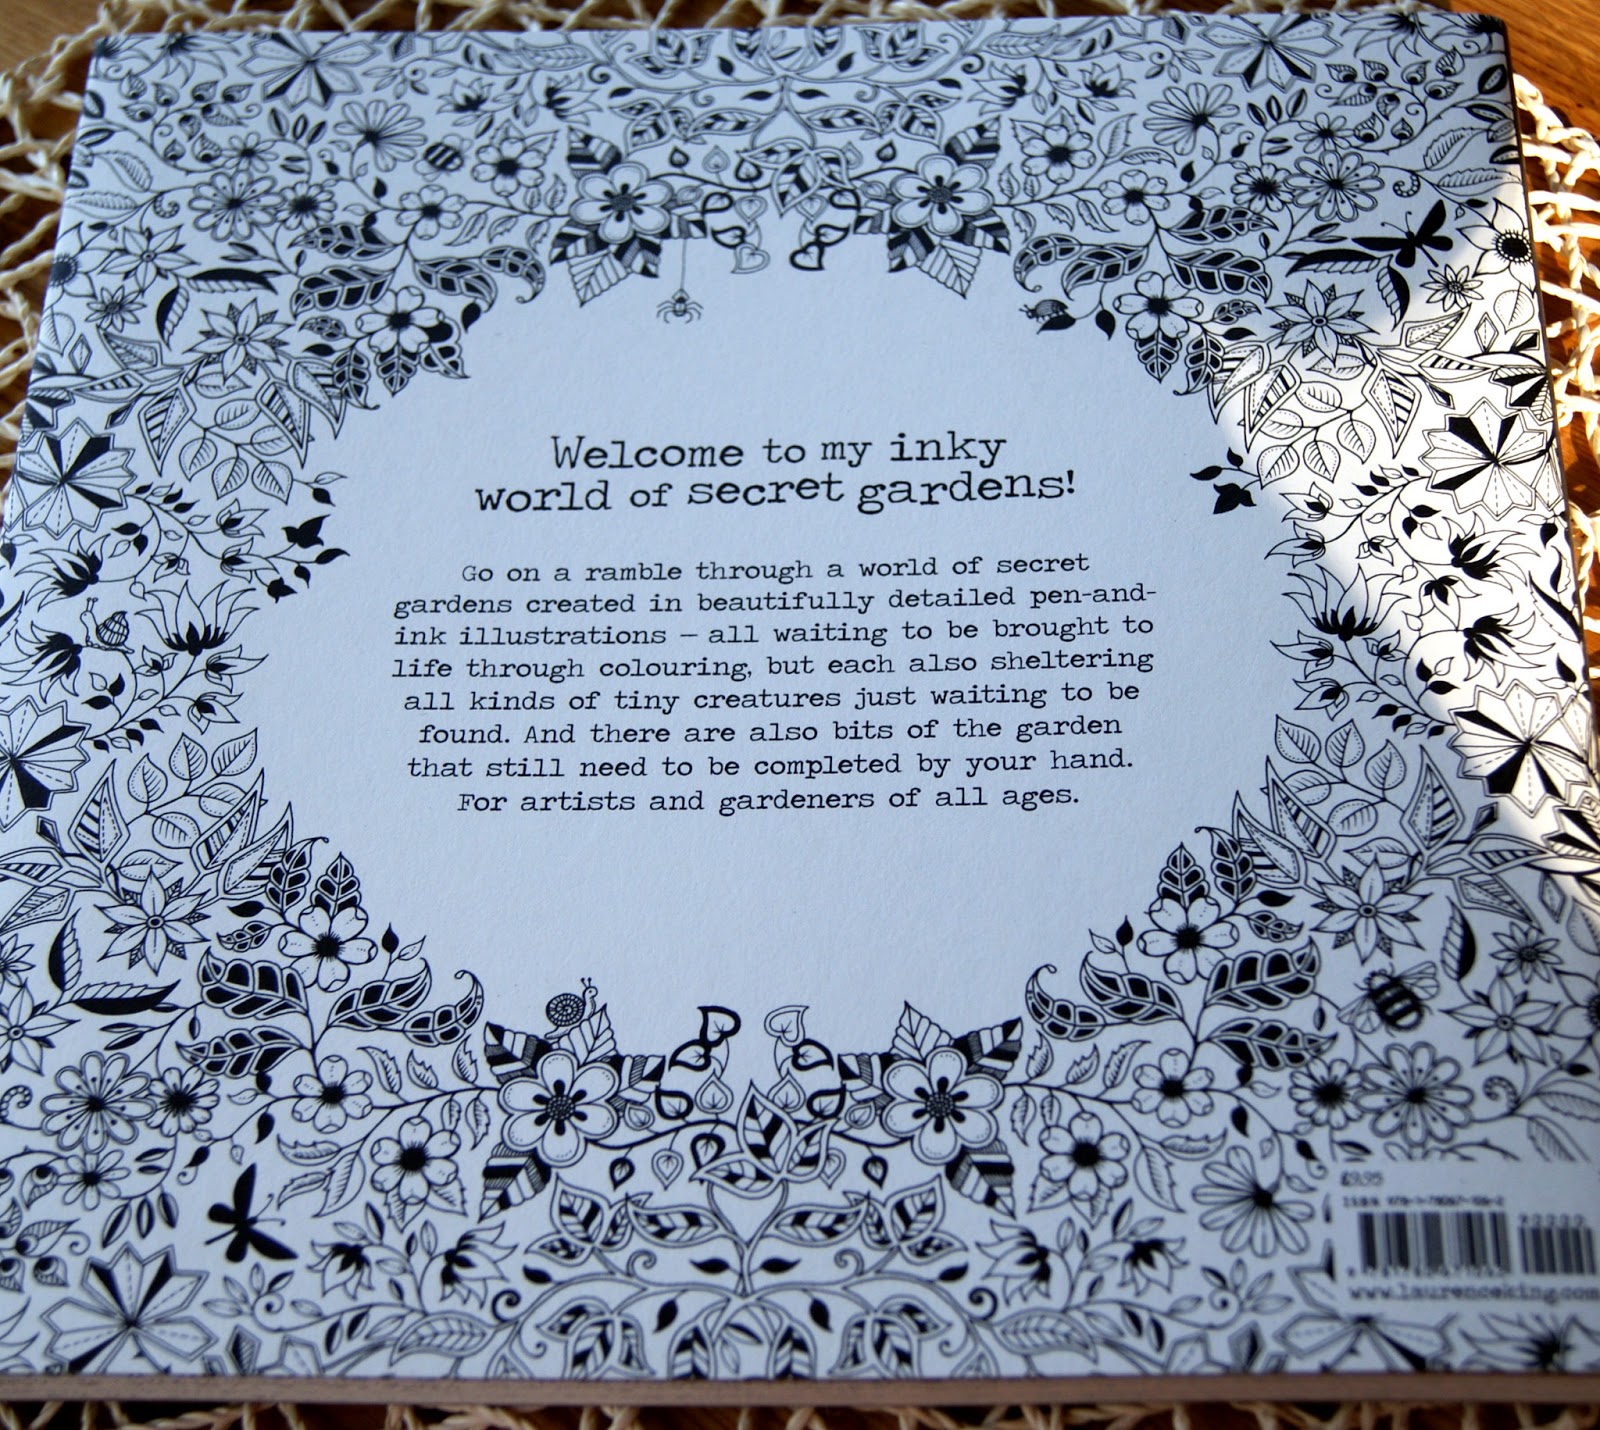 Welcome to my inky
world of secret gardens!
Go on a ramble through a world of secret
gardens created in beautifully detailed pen-and-
ink illustrations – all waiting to be brought to
life through colouring, but each also sheltering
all kinds of tiny creatures just waiting to be
found. And there are also bits of the garden
that still need to be completed by your hand.
For artists and gardeners of all ages.
£9.95
ISBN
www.laurenceking.com